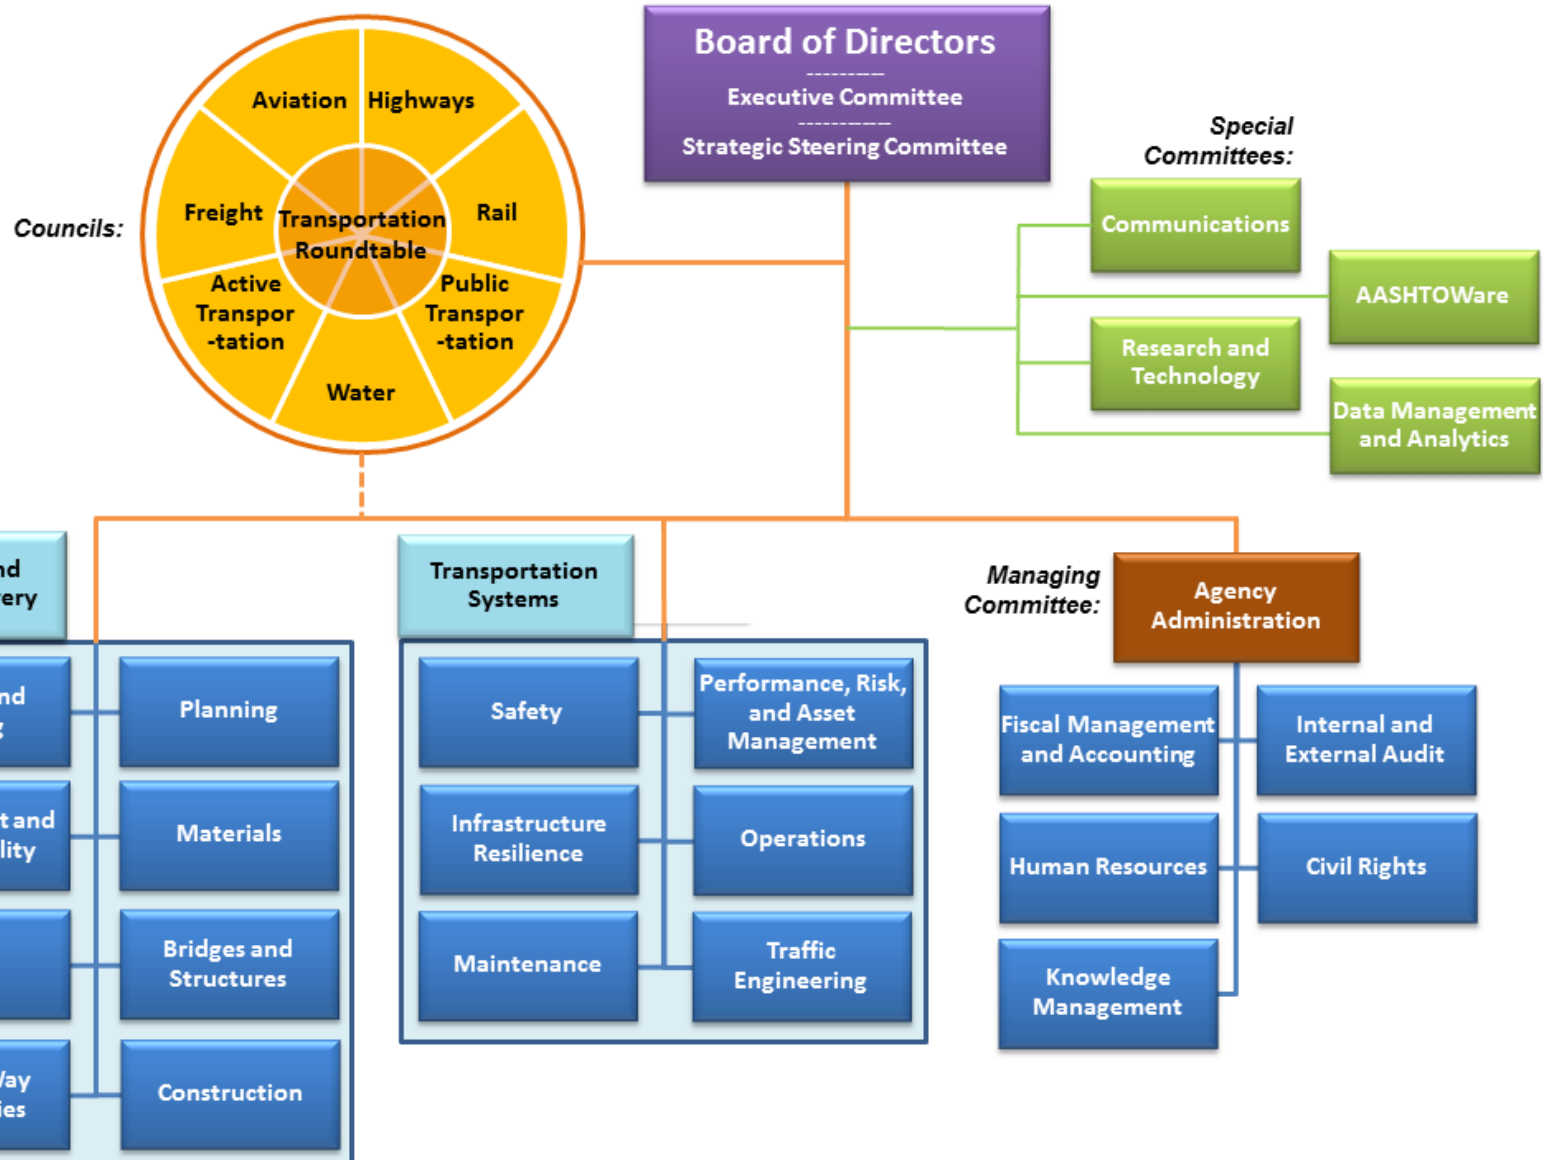 Board of Directors
----------
Executive Committee
------------
Strategic Steering Committee
Councils:
Aviation
Highways
Freight
Transportation
Roundtable
Rail
Active
Transpor
-tation
Public
Transpor
-tation
Water
Special
Committees:
Communications
AASHTOWare
Research and
Technology
Data Management
and Analytics
Transportation
Systems
Managing
Committee:
Agency
Administration
Planning
and
Materials
Bridges and
Structures
Construction
Safety
Performance, Risk,
and Asset
Management
Infrastructure
Resilience
Operations
Maintenance
Traffic
Engineering
Fiscal Management
and Accounting
Internal and
External Audit
Human Resources
Civil Rights
Knowledge
Management